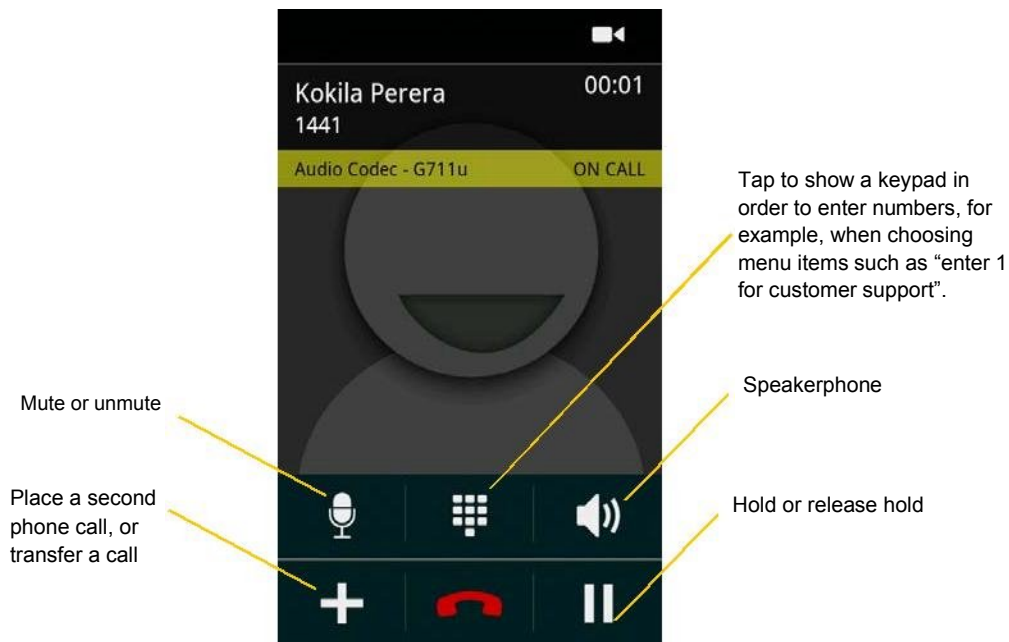 Kokila Perera
00:01
1441
Audio Codec - G711u
ON CALL
Tap to show a keypad in
order to enter numbers, for
example, when choosing
menu items such as “enter 1
for customer support”.
Speakerphone
Mute or unmute
Place a second
phone call, or
transfer a call
Hold or release hold